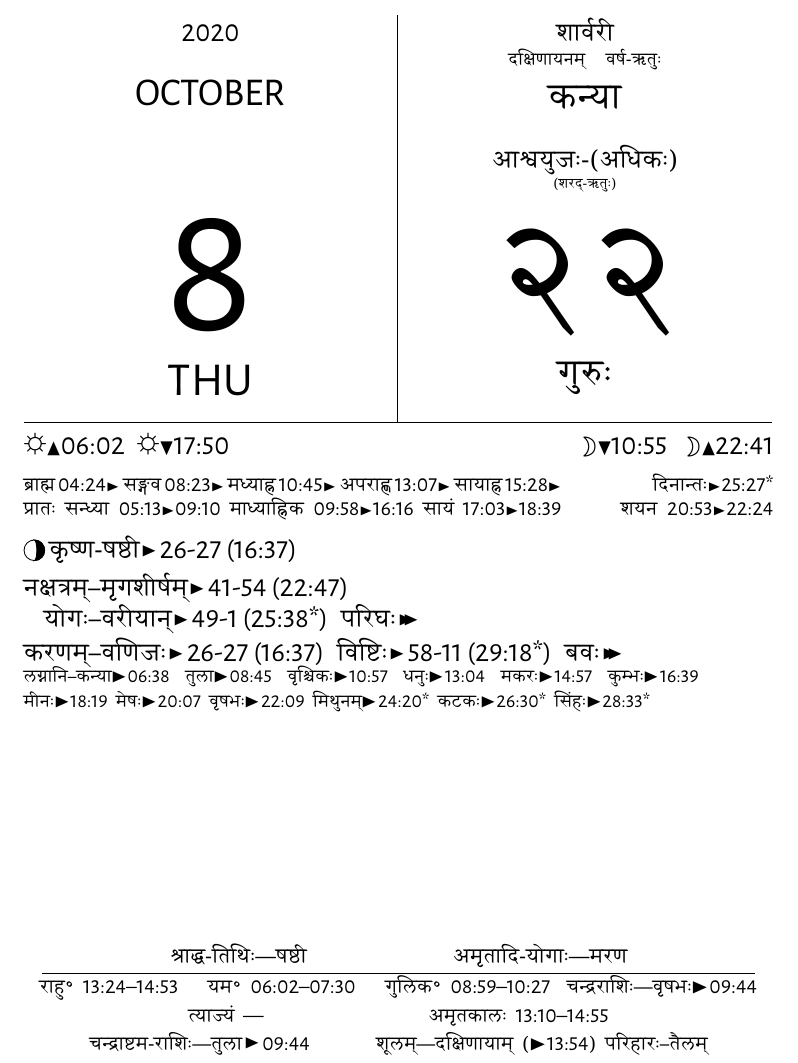 2020
OCTOBER
8
THU
शार्वरी
दक्षिणायनम् वर्ष-ऋतुः
कन्या
आश्वयुजः-(अधिकः)
(शरद्-ऋतुः)
२२
गुरुः
☼▲06:02 ☼▼17:50 ☽▼10:55 ☽▲22:41
ब्राह्म 04:24► सङ्गव 08:23► मध्याह्न 10:45► अपराह्ण 13:07► सायाह्न 15:28► दिनान्तः►25:27*
प्रातः सन्ध्या 05:13►09:10 माध्याह्निक 09:58►16:16 सायं 17:03►18:39 शयन 20:53►22:24
कृष्ण-षष्ठी►26-27 (16:37)
नक्षत्रम्–मृगशीर्षम्►41-54 (22:47)
योगः–वरीयान्►49-1 (25:38*) परिघः►►
करणम्–वणिजः►26-27 (16:37) विष्टिः►58-11 (29:18*) बवः►►
लग्नानि–कन्या►06:38 तुला►08:45 वृश्चिकः►10:57 धनुः►13:04 मकरः►14:57 कुम्भः►16:39
मीनः►18:19 मेषः►20:07 वृषभः►22:09 मिथुनम्►24:20* कटकः►26:30* सिंहः►28:33*
श्राद्ध-तिथिः—षष्ठी अमृतादि-योगाः—मरण
राहु॰ 13:24–14:53 यम॰ 06:02–07:30 गुलिक॰ 08:59–10:27 चन्द्रराशिः—वृषभः►09:44
त्याज्यं — अमृतकालः 13:10–14:55
चन्द्राष्टम-राशिः—तुला►09:44 शूलम्—दक्षिणायाम् (►13:54) परिहारः–तैलम्